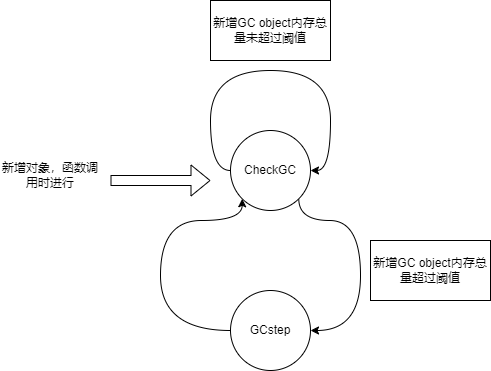 新增GC object内存总
量未超过阈值
CheckGC
新增对象，函数调
用时进行
新增GC object内存总
量超过阈值
GCstep